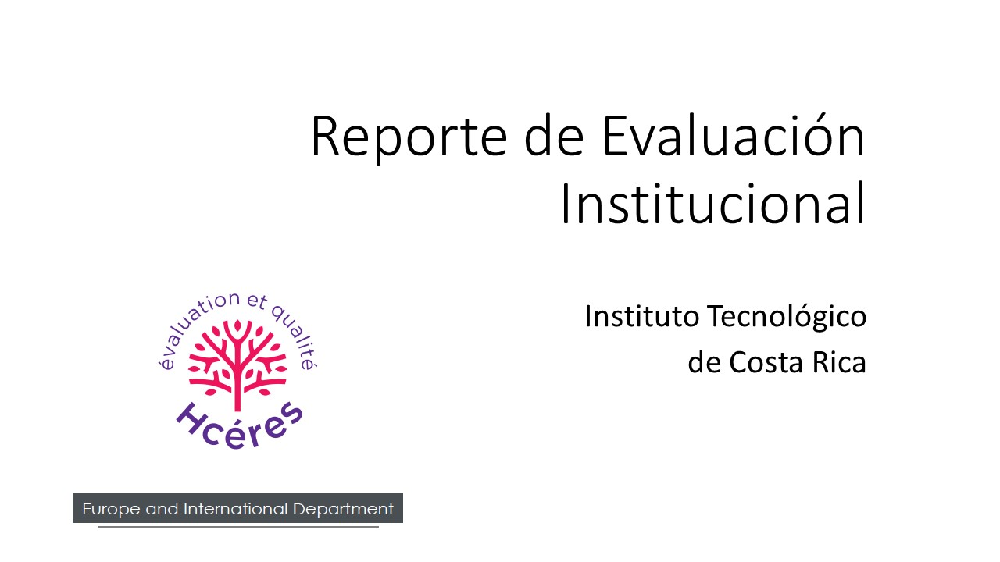 Reporte de Evaluación
Institucional
Instituto Tecnológico
de Costa Rica
évaluation et qualité
Hcéres
Europe and International Department